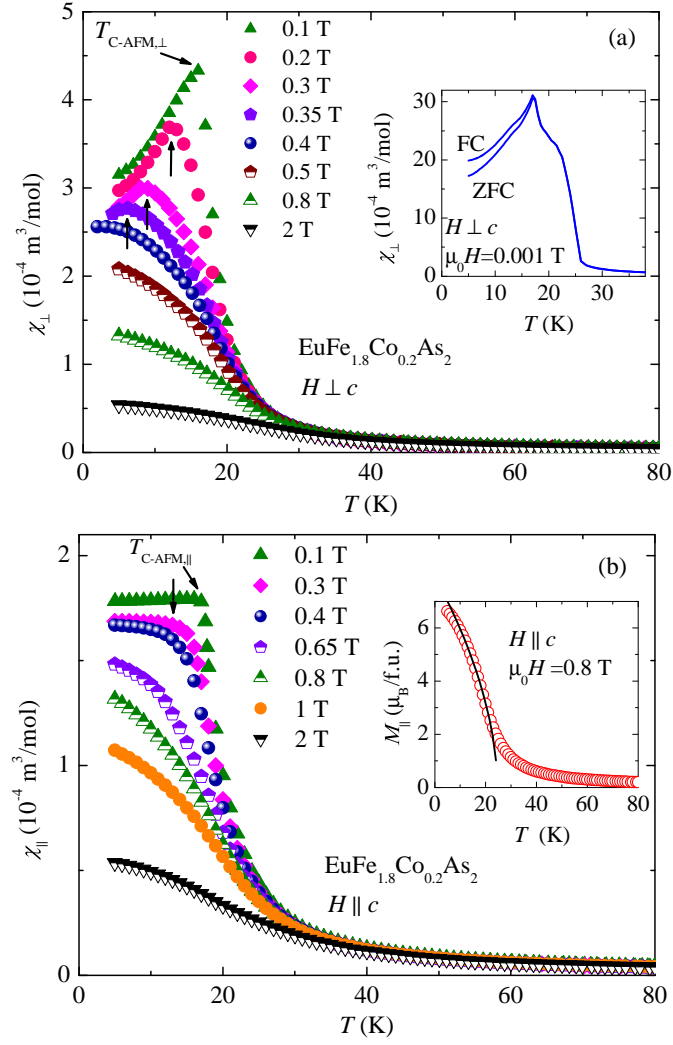 (a)
T_C-AFM,⊥
0.1 T
0.2 T
0.3 T
0.35 T
0.4 T
0.5 T
0.8 T
2 T
χ⊥ (10⁻⁴ m³/mol)
5
4
3
2
1
0
0 20 40 60 80
T (K)
EuFe₁.₈Co₀.₂As₂
H ⊥ c
χ⊥ (10⁻⁴ m³/mol)
30
20
10
0
10 20 30
T (K)
FC
ZFC
H ⊥ c
μ₀H=0.001 T
(b)
T_C-AFM,||
0.1 T
0.3 T
0.4 T
0.65 T
0.8 T
1 T
2 T
χ|| (10⁻⁴ m³/mol)
2
1
0
0 20 40 60 80
T (K)
EuFe₁.₈Co₀.₂As₂
H || c
M|| (μB/f.u.)
6
4
2
0
0 20 40 60 80
T (K)
H || c
μ₀H =0.8 T